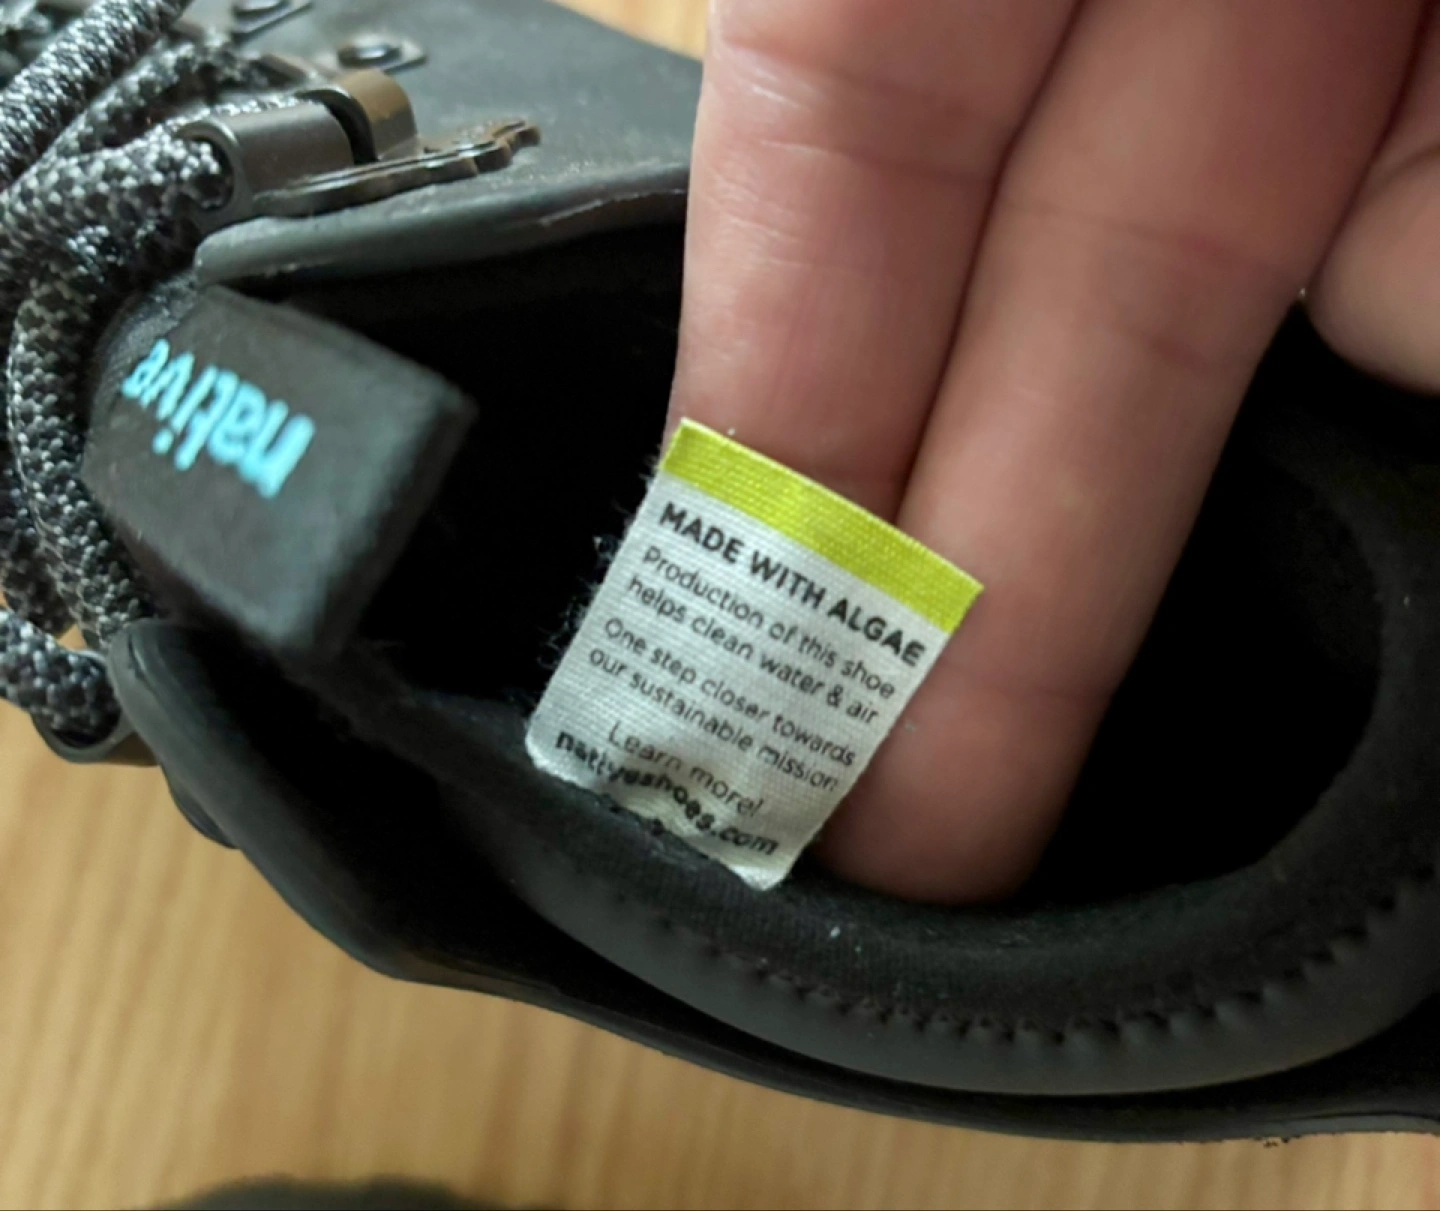 native
MADE WITH ALGAE
Production of this shoe
helps clean water & air
One step closer towards
our sustainable mission
Learn more!
nativeshoes.com